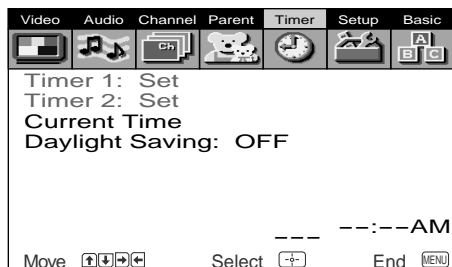 Video Audio Channel Parent Timer Setup Basic
Ch A B C
Timer 1: Set
Timer 2: Set
Current Time
Daylight Saving: OFF
___ --:--AM
Move Select End MENU